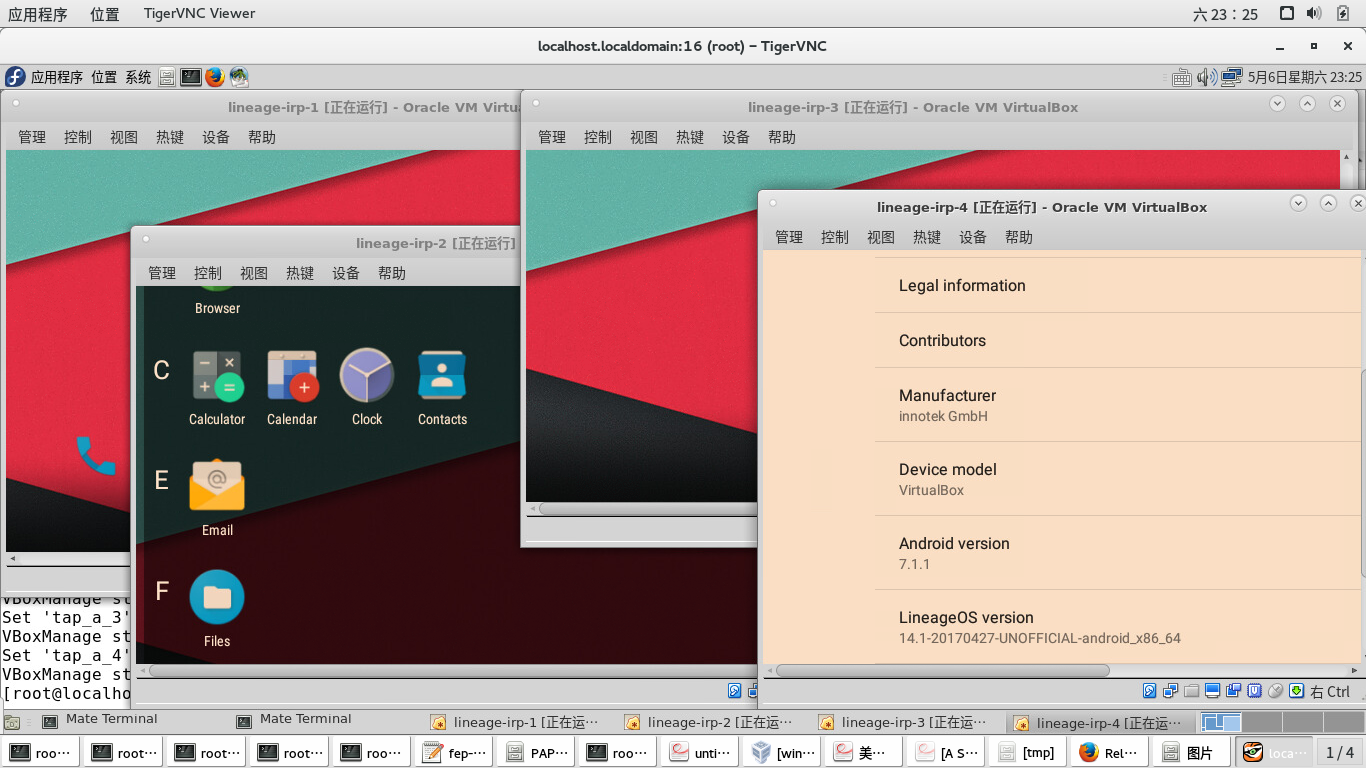 应用程序 位置 TigerVNC Viewer 六 23：25
localhost.localdomain:16 (root) – TigerVNC
应用程序 位置 系统 5月6日星期六 23:25
lineage-irp-1 [正在运行] - Oracle VM Virtu
管理 控制 视图 热键 设备 帮助
lineage-irp-3 [正在运行] - Oracle VM VirtualBox
管理 控制 视图 热键 设备 帮助
lineage-irp-2 [正在运行]
管理 控制 视图 热键 设备 帮助
Browser
C
Calculator Calendar Clock Contacts
E
Email
F
Files
lineage-irp-4 [正在运行] - Oracle VM VirtualBox
管理 控制 视图 热键 设备 帮助
Legal information
Contributors
Manufacturer
innotek GmbH
Device model
VirtualBox
Android version
7.1.1
LineageOS version
14.1-20170427-UNOFFICIAL-android_x86_64
右 Ctrl
VBoxManage st
Set 'tap_a_3'
VBoxManage st
Set 'tap_a_4'
VBoxManage st
[root@localho
Mate Terminal Mate Terminal lineage-irp-1 [正在运··· lineage-irp-2 [正在运··· lineage-irp-3 [正在运··· lineage-irp-4 [正在运···
roo··· root··· root··· root··· roo··· fep-··· PAP··· roo··· unti··· [win··· 美··· [A S··· [tmp] Rel··· 图片 loca··· 1 / 4